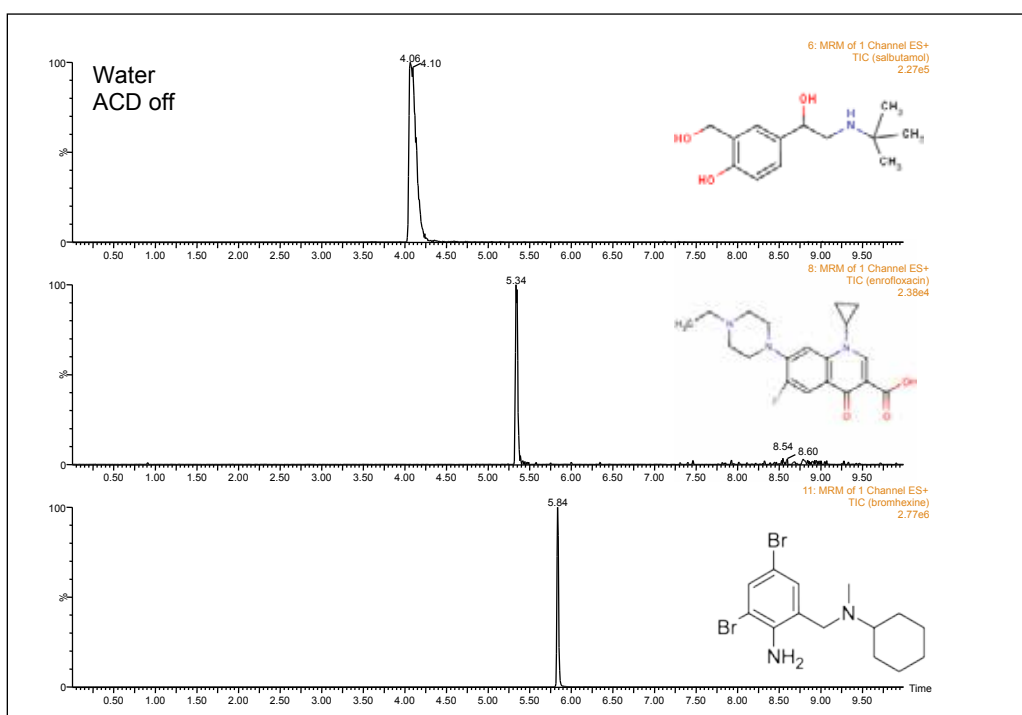 6: MRM of 1 Channel ES+
TIC (salbutamol)
2.27e5
Water
ACD off
100
%
0
4.06
4.10
OH
H
N
CH3
CH3
CH3
HO
HO
0.50 1.00 1.50 2.00 2.50 3.00 3.50 4.00 4.50 5.00 5.50 6.00 6.50 7.00 7.50 8.00 8.50 9.00 9.50
8: MRM of 1 Channel ES+
TIC (enrofloxacin)
2.38e4
100
%
0
5.34
8.54
8.60
H3C
N
N
N
F
O
O
OH
0.50 1.00 1.50 2.00 2.50 3.00 3.50 4.00 4.50 5.00 5.50 6.00 6.50 7.00 7.50 8.00 8.50 9.00 9.50
11: MRM of 1 Channel ES+
TIC (bromhexine)
2.77e6
100
%
0
5.84
Br
Br
N
NH2
Time
0.50 1.00 1.50 2.00 2.50 3.00 3.50 4.00 4.50 5.00 5.50 6.00 6.50 7.00 7.50 8.00 8.50 9.00 9.50